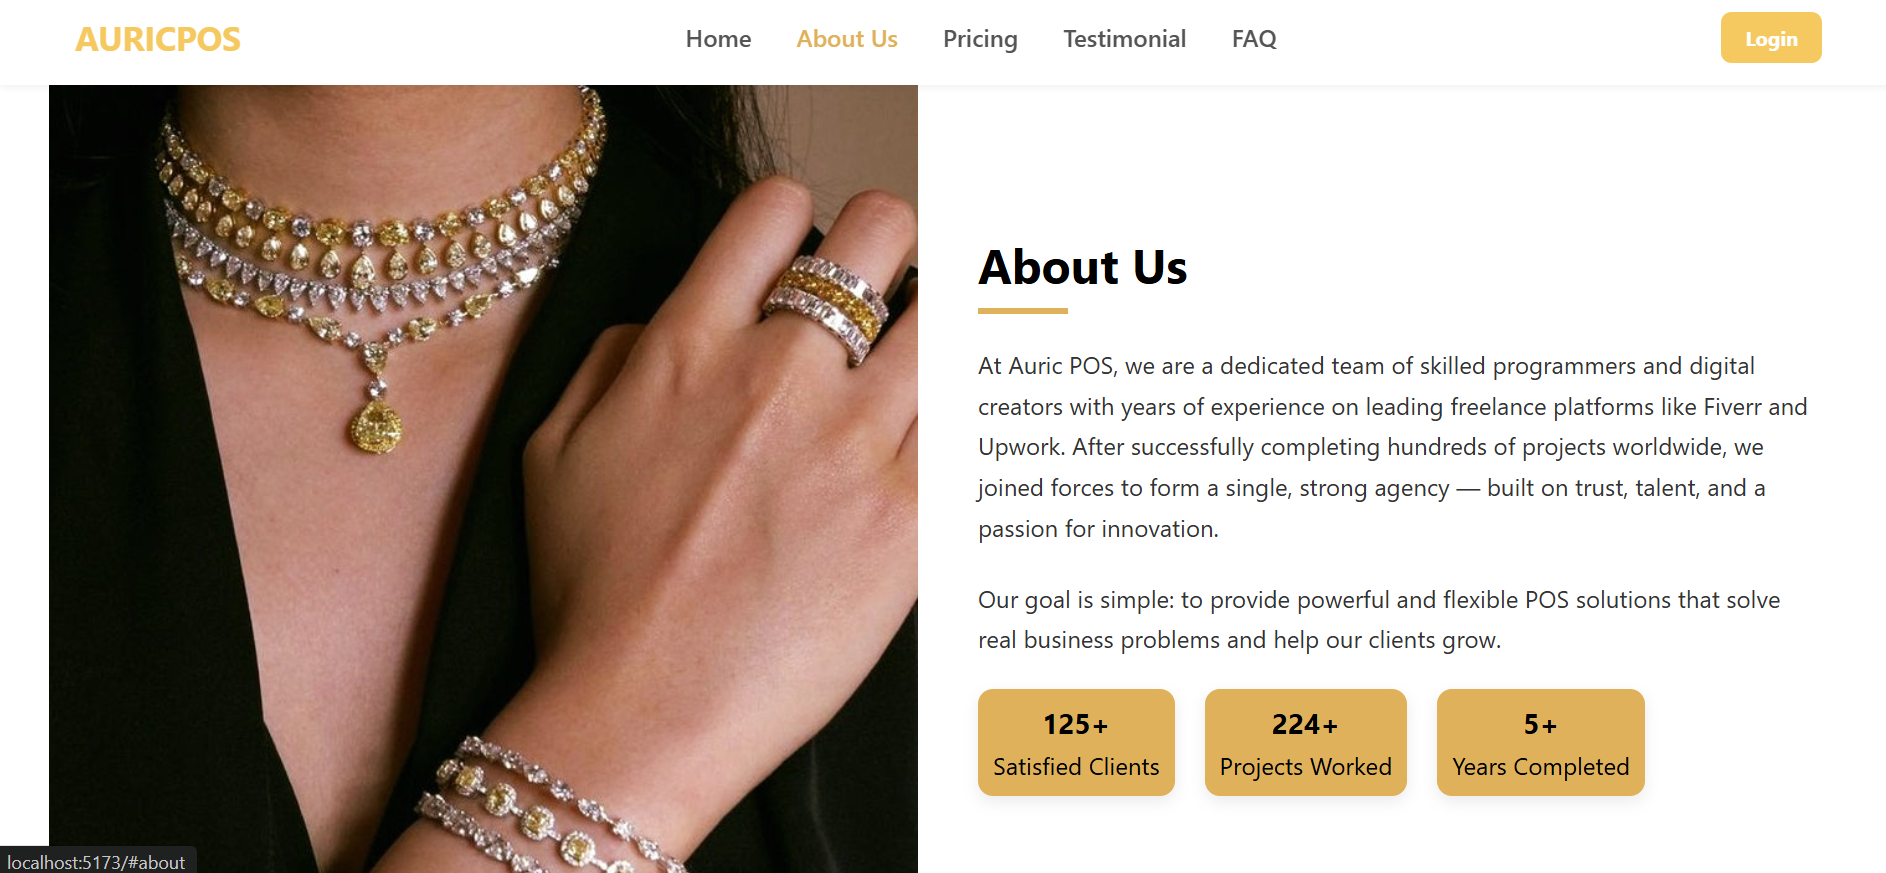 AURICPOS
Home
About Us
Pricing
Testimonial
FAQ
Login
About Us
At Auric POS, we are a dedicated team of skilled programmers and digital
creators with years of experience on leading freelance platforms like Fiverr and
Upwork. After successfully completing hundreds of projects worldwide, we
joined forces to form a single, strong agency — built on trust, talent, and a
passion for innovation.
Our goal is simple: to provide powerful and flexible POS solutions that solve
real business problems and help our clients grow.
125+
Satisfied Clients
224+
Projects Worked
5+
Years Completed
localhost:5173/#about